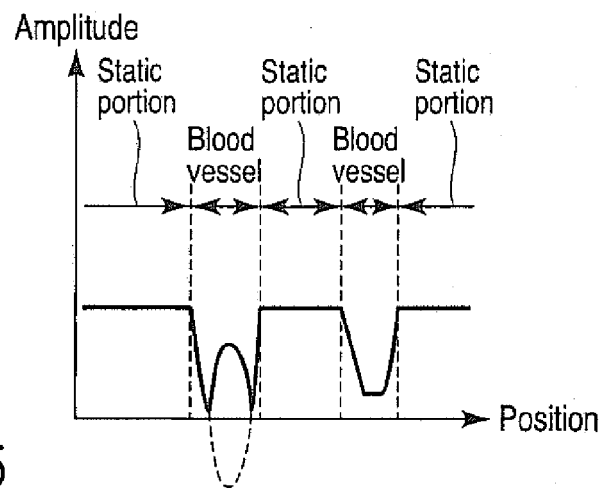 Amplitude
Static
portion
Static
portion
Static
portion
Blood
vessel
Blood
vessel
Position